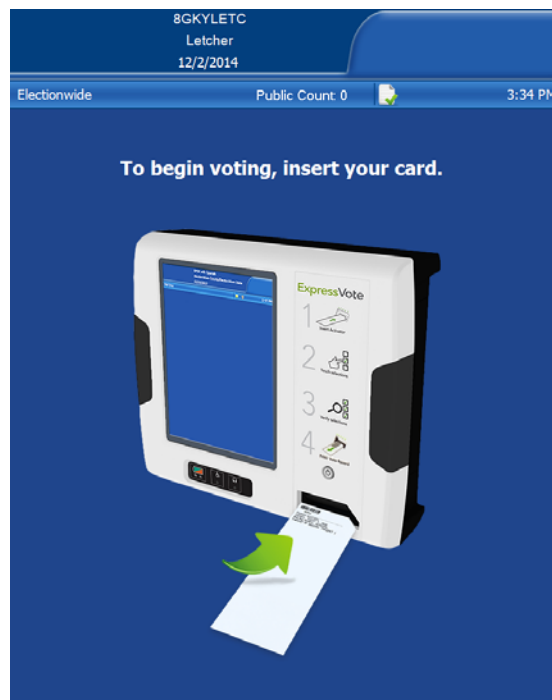 8GKYLETC
Letcher
12/2/2014
Electionwide Public Count 0 3:34 PM
To begin voting, insert your card.
ExpressVote
1
2
3
4